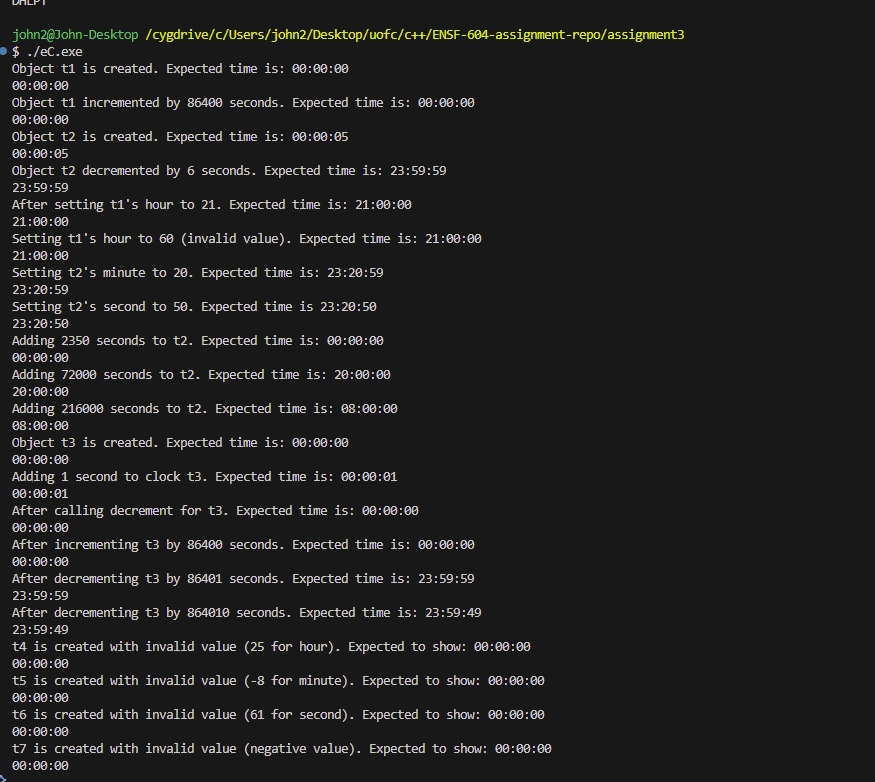 john2@John-Desktop /cygdrive/c/Users/john2/Desktop/uofc/c++/ENSF-604-assignment-repo/assignment3
$ ./eC.exe
Object t1 is created. Expected time is: 00:00:00
00:00:00
Object t1 incremented by 86400 seconds. Expected time is: 00:00:00
00:00:00
Object t2 is created. Expected time is: 00:00:05
00:00:05
Object t2 decremented by 6 seconds. Expected time is: 23:59:59
23:59:59
After setting t1's hour to 21. Expected time is: 21:00:00
21:00:00
Setting t1's hour to 60 (invalid value). Expected time is: 21:00:00
21:00:00
Setting t2's minute to 20. Expected time is: 23:20:59
23:20:59
Setting t2's second to 50. Expected time is 23:20:50
23:20:50
Adding 2350 seconds to t2. Expected time is: 00:00:00
00:00:00
Adding 72000 seconds to t2. Expected time is: 20:00:00
20:00:00
Adding 216000 seconds to t2. Expected time is: 08:00:00
08:00:00
Object t3 is created. Expected time is: 00:00:00
00:00:00
Adding 1 second to clock t3. Expected time is: 00:00:01
00:00:01
After calling decrement for t3. Expected time is: 00:00:00
00:00:00
After incrementing t3 by 86400 seconds. Expected time is: 00:00:00
00:00:00
After decrementing t3 by 86401 seconds. Expected time is: 23:59:59
23:59:59
After decrementing t3 by 864010 seconds. Expected time is: 23:59:49
23:59:49
t4 is created with invalid value (25 for hour). Expected to show: 00:00:00
00:00:00
t5 is created with invalid value (-8 for minute). Expected to show: 00:00:00
00:00:00
t6 is created with invalid value (61 for second). Expected to show: 00:00:00
00:00:00
t7 is created with invalid value (negative value). Expected to show: 00:00:00
00:00:00